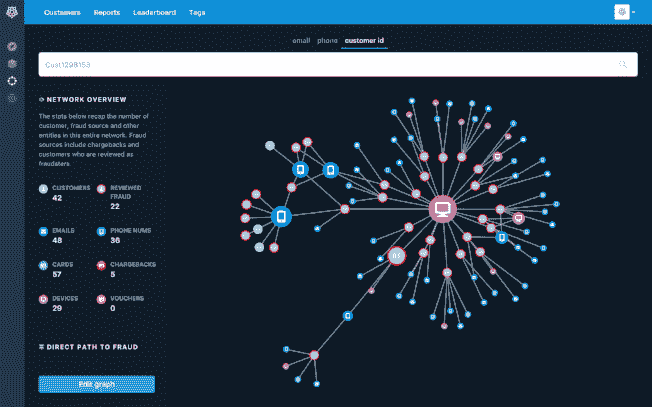 Customers Reports Leaderboard Tags
email phone customer id
Cust1298155
NETWORK OVERVIEW
The stats below recap the number of
customer, fraud source and other
entities in this entire network. Fraud
sources include chargebacks and
customers who are reviewed as
fraudsters.
CUSTOMERS
42
REVIEWED
FRAUD
22
EMAILS
48
PHONE NUMS
36
CARDS
57
CHARGEBACKS
5
DEVICES
29
VOUCHERS
0
DIRECT PATH TO FRAUD
Edit graph